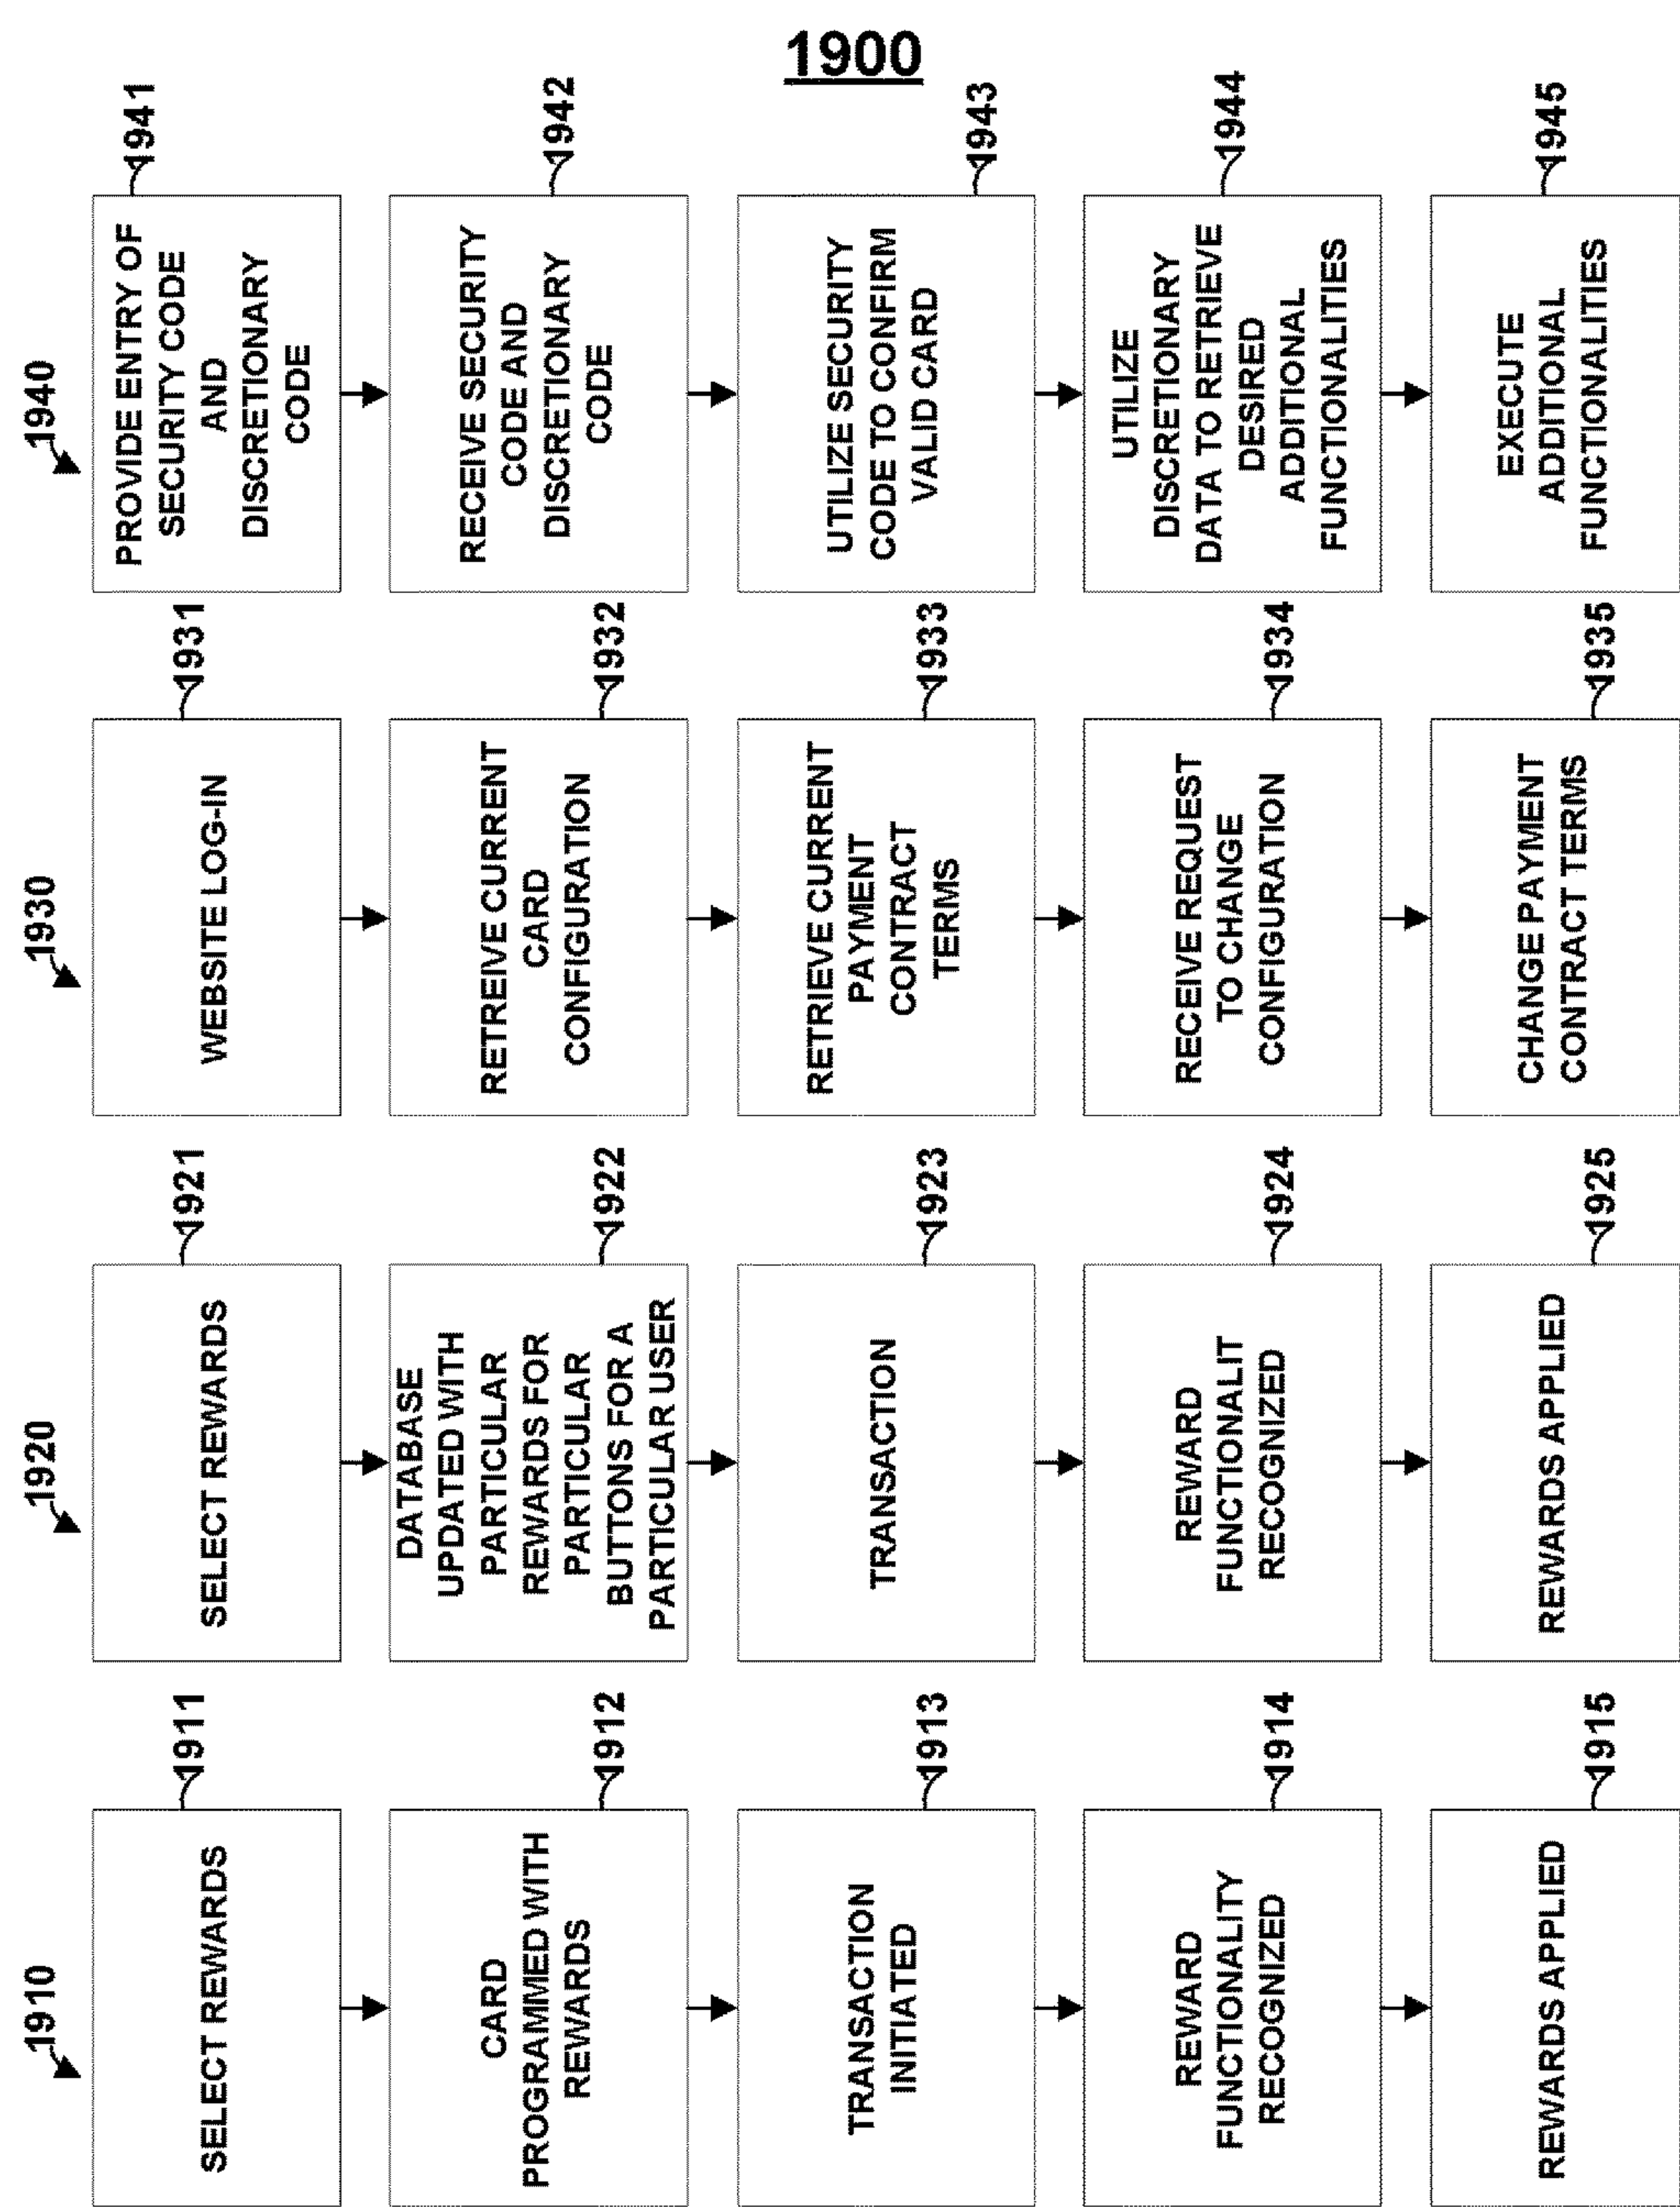 1900
1910
SELECT REWARDS
1911
CARD
PROGRAMMED WITH
REWARDS
1912
TRANSACTION
INITIATED
1913
REWARD
FUNCTIONALITY
RECOGNIZED
1914
REWARDS APPLIED
1915
1920
SELECT REWARDS
1921
DATABASE
UPDATED WITH
PARTICULAR
REWARDS FOR
PARTICULAR
BUTTONS FOR A
PARTICULAR USER
1922
TRANSACTION
1923
REWARD
FUNCTIONALIT
RECOGNIZED
1924
REWARDS APPLIED
1925
1930
WEBSITE LOG-IN
1931
RETREIVE CURRENT
CARD
CONFIGURATION
1932
RETRIEVE CURRENT
PAYMENT
CONTRACT
TERMS
1933
RECEIVE REQUEST
TO CHANGE
CONFIGURATION
1934
CHANGE PAYMENT
CONTRACT TERMS
1935
1940
PROVIDE ENTRY OF
SECURITY CODE
AND
DISCRETIONARY
CODE
1941
RECEIVE SECURITY
CODE AND
DISCRETIONARY
CODE
1942
UTILIZE SECURITY
CODE TO CONFIRM
VALID CARD
1943
UTILIZE
DISCRETIONARY
DATA TO RETRIEVE
DESIRED
ADDITIONAL
FUNCTIONALITIES
1944
EXECUTE
ADDITIONAL
FUNCTIONALITIES
1945